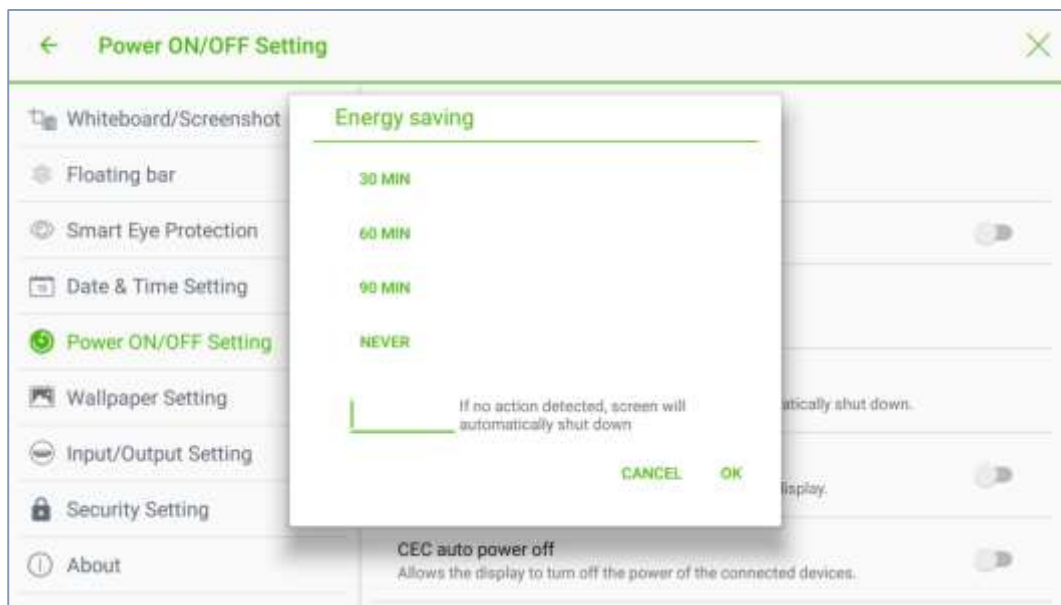 Power ON/OFF Setting
Whiteboard/Screenshot
Floating bar
Smart Eye Protection
Date & Time Setting
Power ON/OFF Setting
Wallpaper Setting
Input/Output Setting
Security Setting
About
Energy saving
30 MIN
60 MIN
90 MIN
NEVER
If no action detected, screen will
automatically shut down
CANCEL OK
atically shut down.
display.
CEC auto power off
Allows the display to turn off the power of the connected devices.